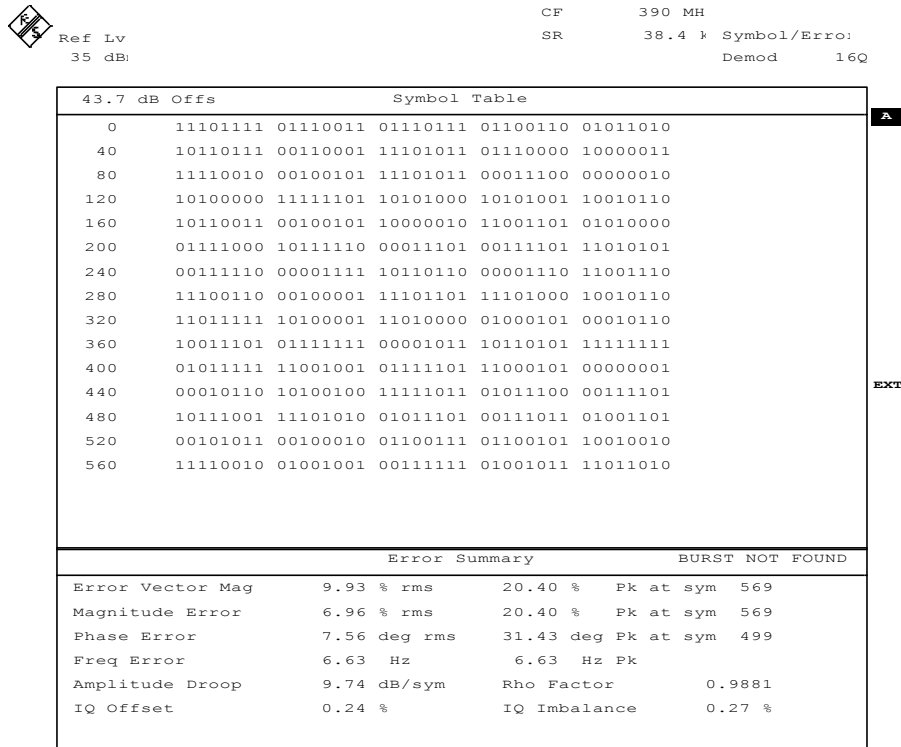 CF 390 MH
Ref Lv SR 38.4 k Symbol/Error
35 dB Demod 16Q
43.7 dB Offs Symbol Table
A
0 11101111 01110011 01110111 01100110 01011010
40 10110111 00110001 11101011 01110000 10000011
80 11110010 00100101 11101011 00011100 00000010
120 10100000 11111101 10101000 10101001 10010110
160 10110011 00100101 10000010 11001101 01010000
200 01111000 10111110 00011101 00111101 11010101
240 00111110 00001111 10110110 00001110 11001110
280 11100110 00100001 11101101 11101000 10010110
320 11011111 10100001 11010000 01000101 00010110
360 10011101 01111111 00001011 10110101 11111111
400 01011111 11001001 01111101 11000101 00000001
EXT
440 00010110 10100100 11111011 01011100 00111101
480 10111001 11101010 01011101 00111011 01001101
520 00101011 00100010 01100111 01100101 10010010
560 11110010 01001001 00111111 01001011 11011010
Error Summary BURST NOT FOUND
Error Vector Mag 9.93 % rms 20.40 % Pk at sym 569
Magnitude Error 6.96 % rms 20.40 % Pk at sym 569
Phase Error 7.56 deg rms 31.43 deg Pk at sym 499
Freq Error 6.63 Hz 6.63 Hz Pk
Amplitude Droop 9.74 dB/sym Rho Factor 0.9881
IQ Offset 0.24 % IQ Imbalance 0.27 %